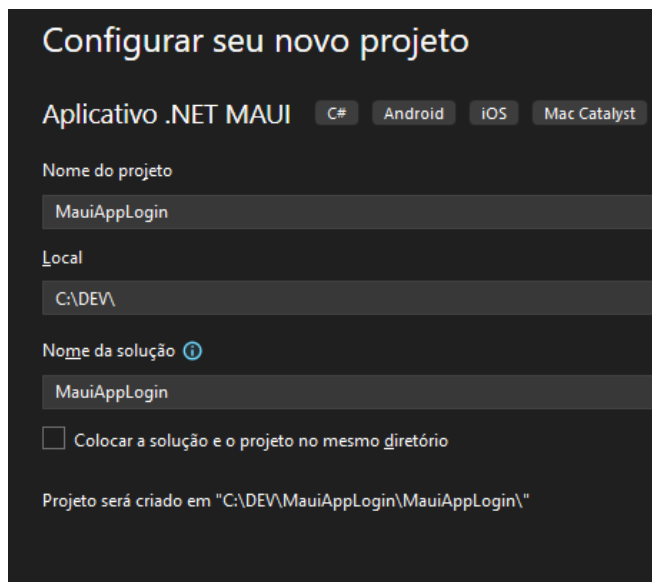 Configurar seu novo projeto
Aplicativo .NET MAUI C# Android iOS Mac Catalyst
Nome do projeto
MauiAppLogin
Local
C:\DEV\
Nome da solução
MauiAppLogin
Colocar a solução e o projeto no mesmo diretório
Projeto será criado em "C:\DEV\MauiAppLogin\MauiAppLogin\"